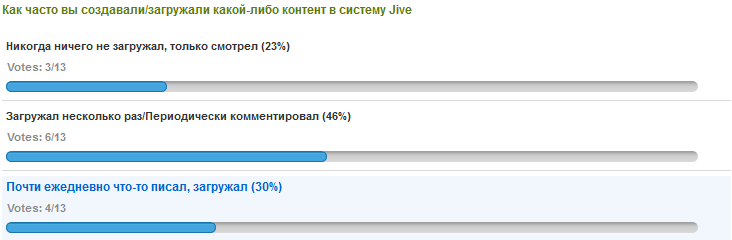 Как часто вы создавали/загружали какой-либо контент в систему Jive
Никогда ничего не загружал, только смотрел (23%)
Votes: 3/13
Загружал несколько раз/Периодически комментировал (46%)
Votes: 6/13
Почти ежедневно что-то писал, загружал (30%)
Votes: 4/13